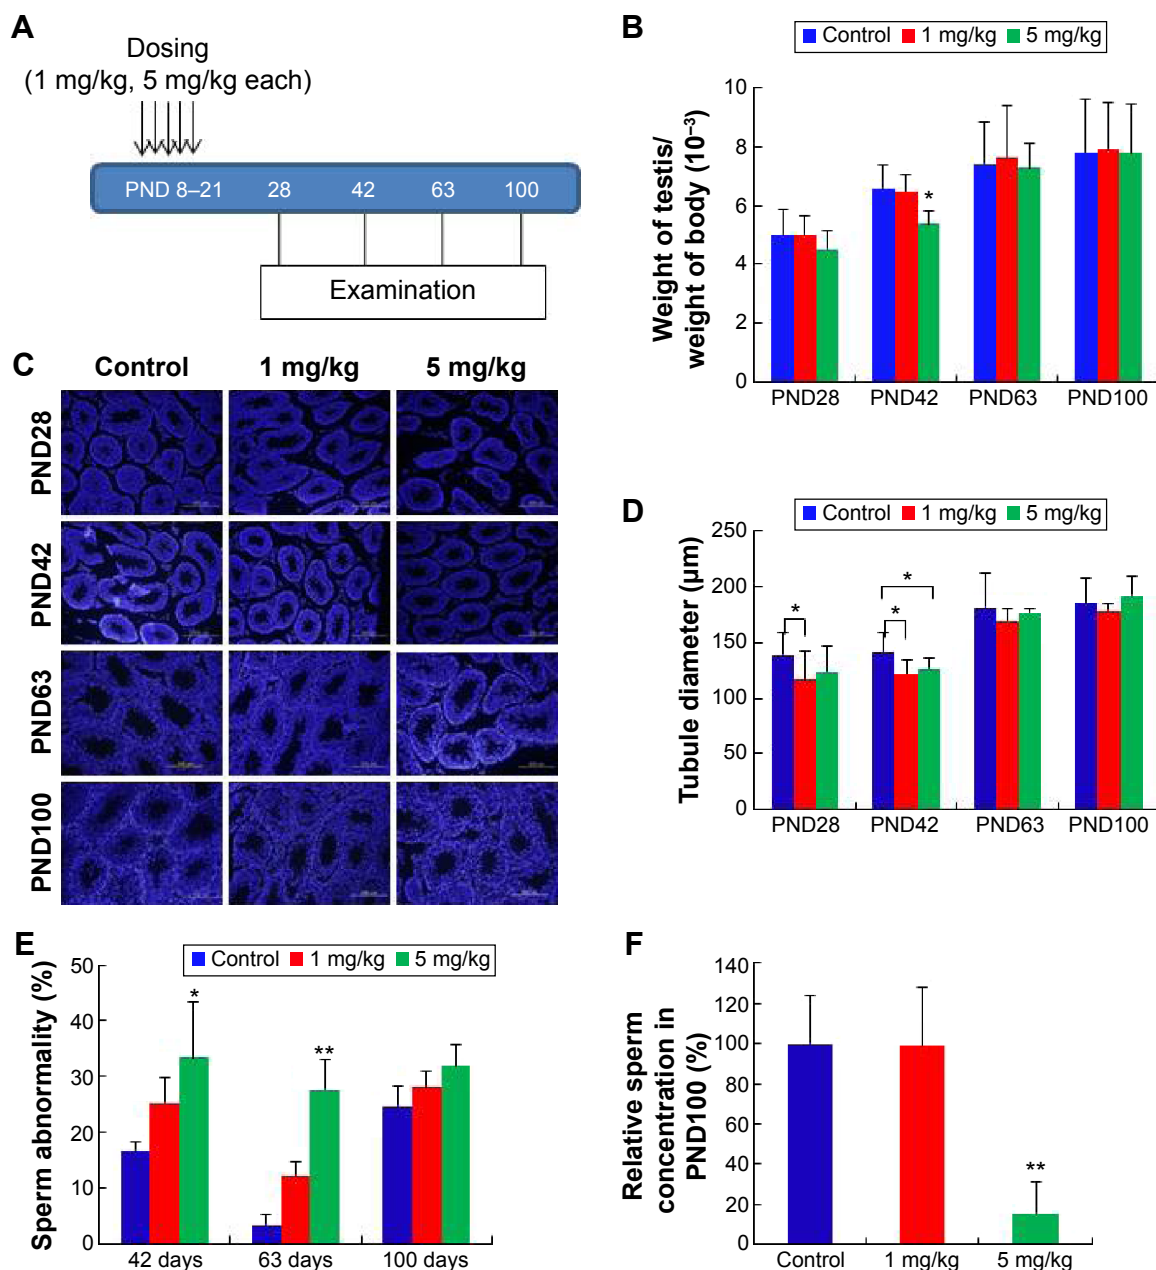 A
Dosing
(1 mg/kg, 5 mg/kg each)
PND 8–21 28 42 63 100
Examination
B
Control 1 mg/kg 5 mg/kg
Weight of testis/
weight of body (10⁻³)
10
8
6
4
2
0
*
PND28 PND42 PND63 PND100
C
Control 1 mg/kg 5 mg/kg
PND28
PND42
PND63
PND100
D
Control 1 mg/kg 5 mg/kg
Tubule diameter (µm)
250
200
150
100
50
0
*
*
*
PND28 PND42 PND63 PND100
E
Control 1 mg/kg 5 mg/kg
Sperm abnormality (%)
50
40
30
20
10
0
*
**
42 days 63 days 100 days
F
Relative sperm
concentration in
PND100 (%)
140
120
100
80
60
40
20
0
**
Control 1 mg/kg 5 mg/kg